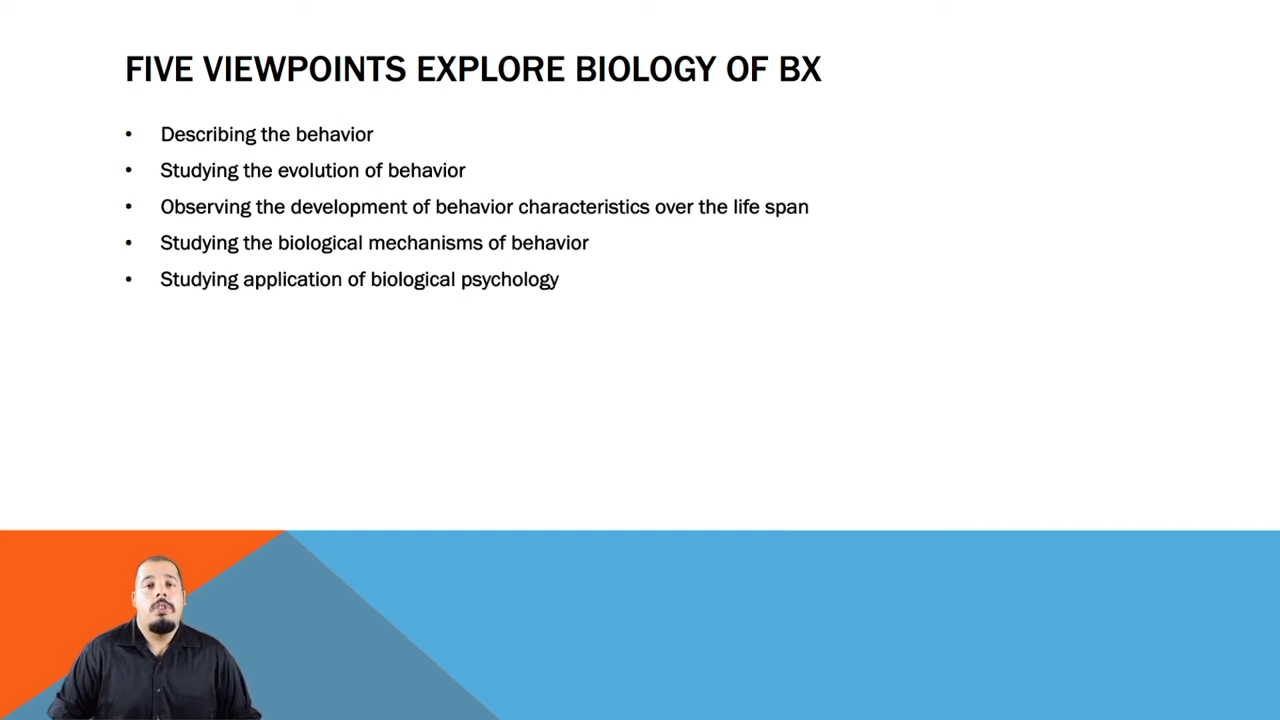 FIVE VIEWPOINTS EXPLORE BIOLOGY OF BX
• Describing the behavior
• Studying the evolution of behavior
• Observing the development of behavior characteristics over the life span
• Studying the biological mechanisms of behavior
• Studying application of biological psychology